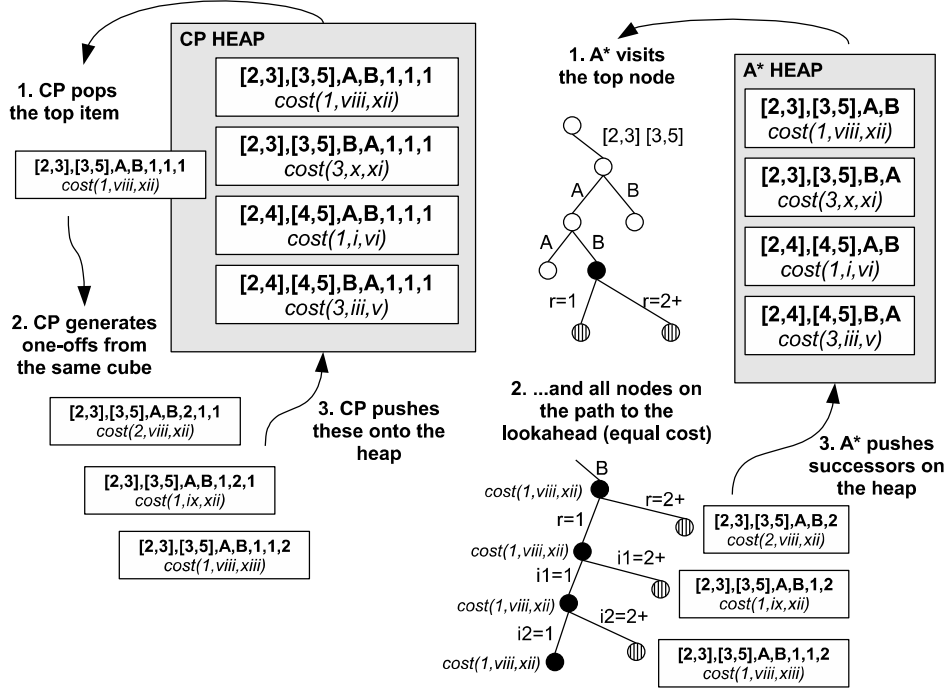 CP HEAP
[2,3],[3,5],A,B,1,1,1
cost(1,viii,xii)
[2,3],[3,5],B,A,1,1,1
cost(3,x,xi)
[2,4],[4,5],A,B,1,1,1
cost(1,i,vi)
[2,4],[4,5],B,A,1,1,1
cost(3,iii,v)
1. CP pops
the top item
[2,3],[3,5],A,B,1,1,1
cost(1,viii,xii)
2. CP generates
one-offs from
the same cube
[2,3],[3,5],A,B,2,1,1
cost(2,viii,xii)
[2,3],[3,5],A,B,1,2,1
cost(1,ix,xii)
[2,3],[3,5],A,B,1,1,2
cost(1,viii,xiii)
3. CP pushes
these onto the
heap
1. A* visits
the top node
[2,3] [3,5]
A
B
A
B
r=1
r=2+
A* HEAP
[2,3],[3,5],A,B
cost(1,viii,xii)
[2,3],[3,5],B,A
cost(3,x,xi)
[2,4],[4,5],A,B
cost(1,i,vi)
[2,4],[4,5],B,A
cost(3,iii,v)
2. ...and all nodes on
the path to the
lookahead (equal cost)
B
cost(1,viii,xii)
r=2+
r=1
cost(1,viii,xii)
i1=2+
i1=1
cost(1,viii,xii)
i2=2+
i2=1
cost(1,viii,xii)
3. A* pushes
successors on
the heap
[2,3],[3,5],A,B,2
cost(2,viii,xii)
[2,3],[3,5],A,B,1,2
cost(1,ix,xii)
[2,3],[3,5],A,B,1,1,2
cost(1,viii,xiii)